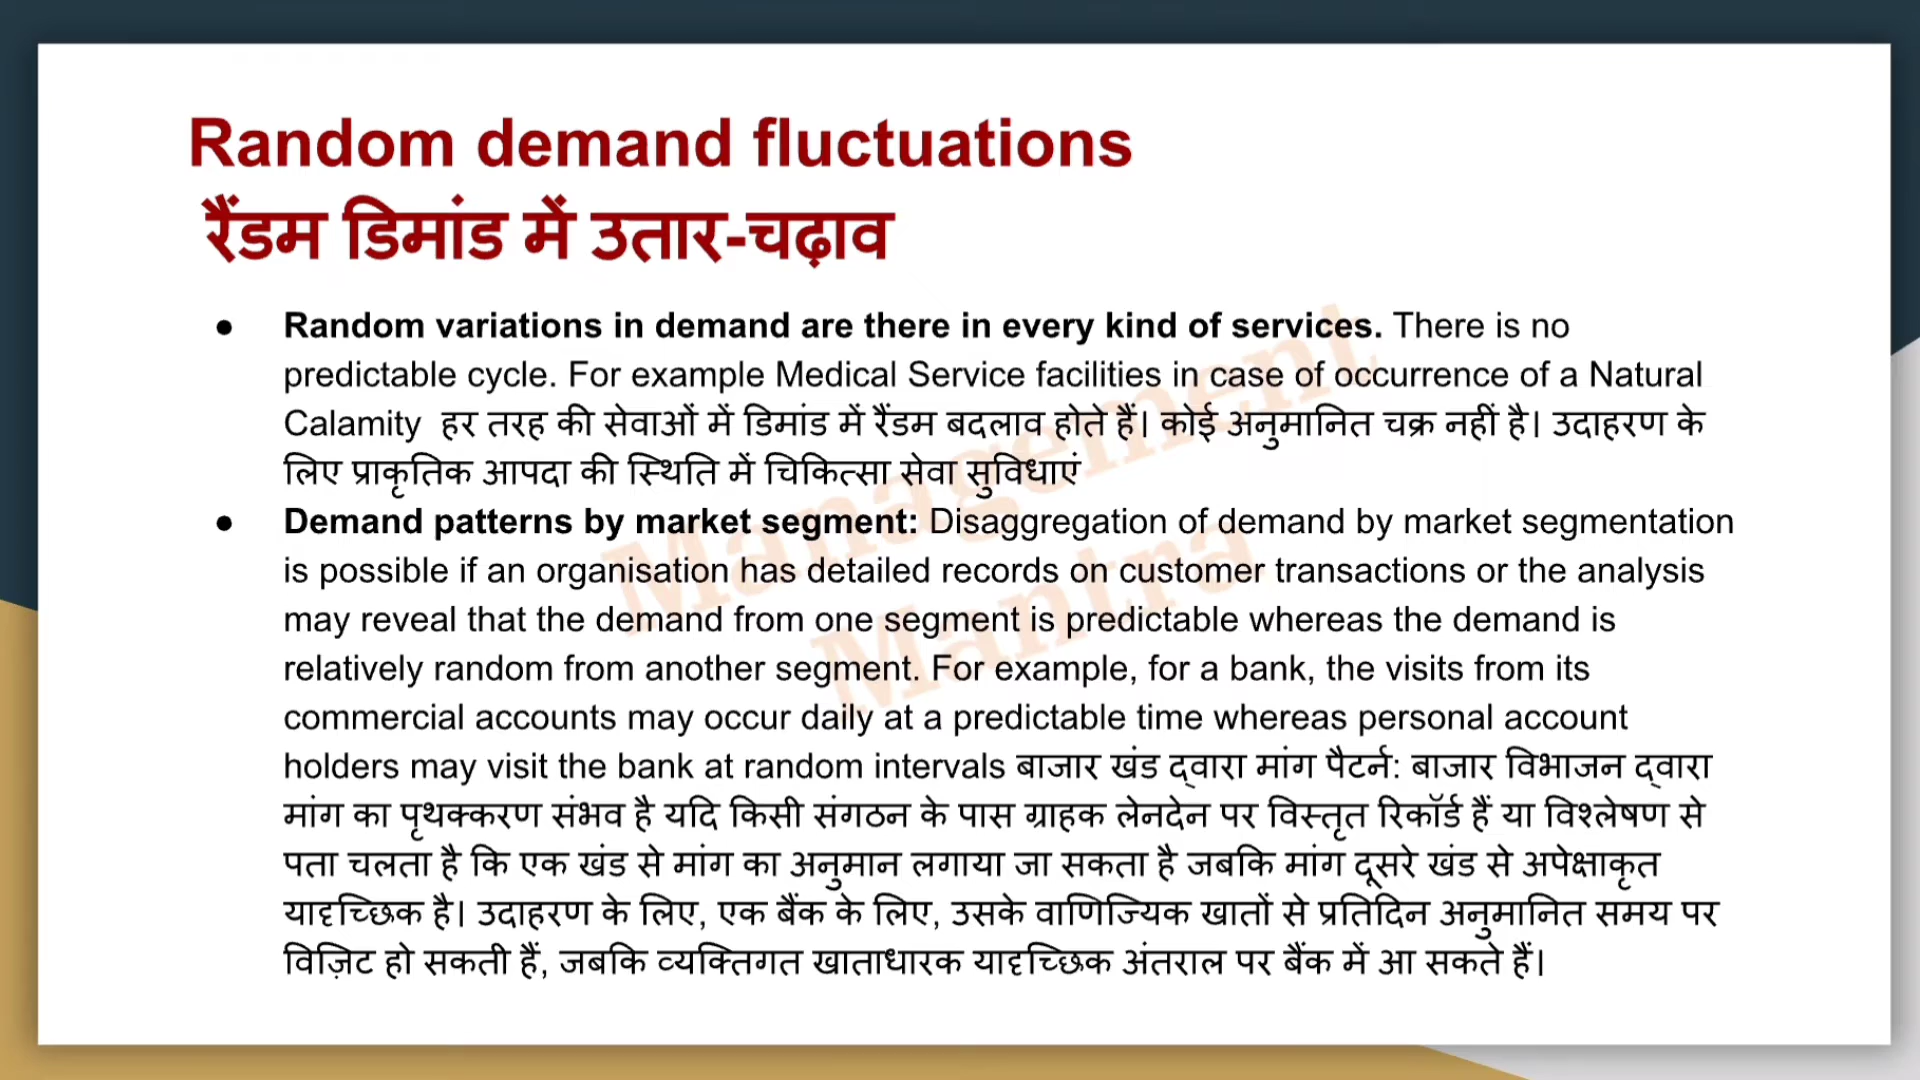 Random demand fluctuations
रैंडम डिमांड में उतार-चढ़ाव
● Random variations in demand are there in every kind of services. There is no
predictable cycle. For example Medical Service facilities in case of occurrence of a Natural
Calamity हर तरह की सेवाओं में डिमांड में रैंडम बदलाव होते हैं। कोई अनुमानित चक्र नहीं है। उदाहरण के
लिए प्राकृतिक आपदा की स्थिति में चिकित्सा सेवा सुविधाएं
● Demand patterns by market segment: Disaggregation of demand by market segmentation
is possible if an organisation has detailed records on customer transactions or the analysis
may reveal that the demand from one segment is predictable whereas the demand is
relatively random from another segment. For example, for a bank, the visits from its
commercial accounts may occur daily at a predictable time whereas personal account
holders may visit the bank at random intervals बाजार खंड द्वारा मांग पैटर्न: बाजार विभाजन द्वारा
मांग का पृथक्करण संभव है यदि किसी संगठन के पास ग्राहक लेनदेन पर विस्तृत रिकॉर्ड हैं या विश्लेषण से
पता चलता है कि एक खंड से मांग का अनुमान लगाया जा सकता है जबकि मांग दूसरे खंड से अपेक्षाकृत
यादृच्छिक है। उदाहरण के लिए, एक बैंक के लिए, उसके वाणिज्यिक खातों से प्रतिदिन अनुमानित समय पर
विज़िट हो सकती हैं, जबकि व्यक्तिगत खाताधारक यादृच्छिक अंतराल पर बैंक में आ सकते हैं।
Management
Mantra